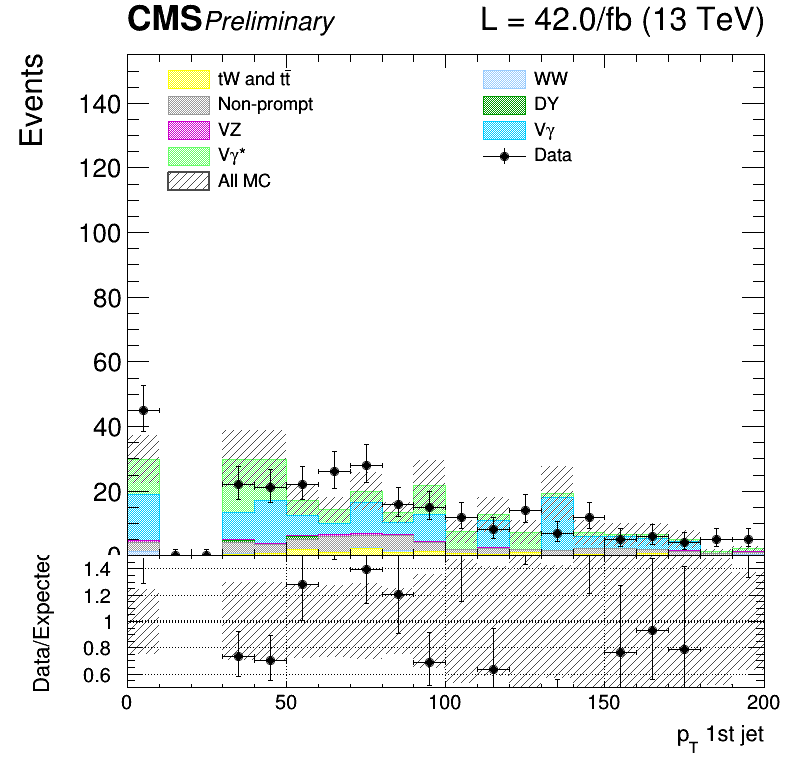 CMS Preliminary L = 42.0/fb (13 TeV)
Events
140
120
100
80
60
40
20
0
tW and tt̄
Non-prompt
VZ
Vγ*
All MC
WW
DY
Vγ
Data
Data/Expected
1.4
1.2
1
0.8
0.6
0 50 100 150 200
p_T 1st jet